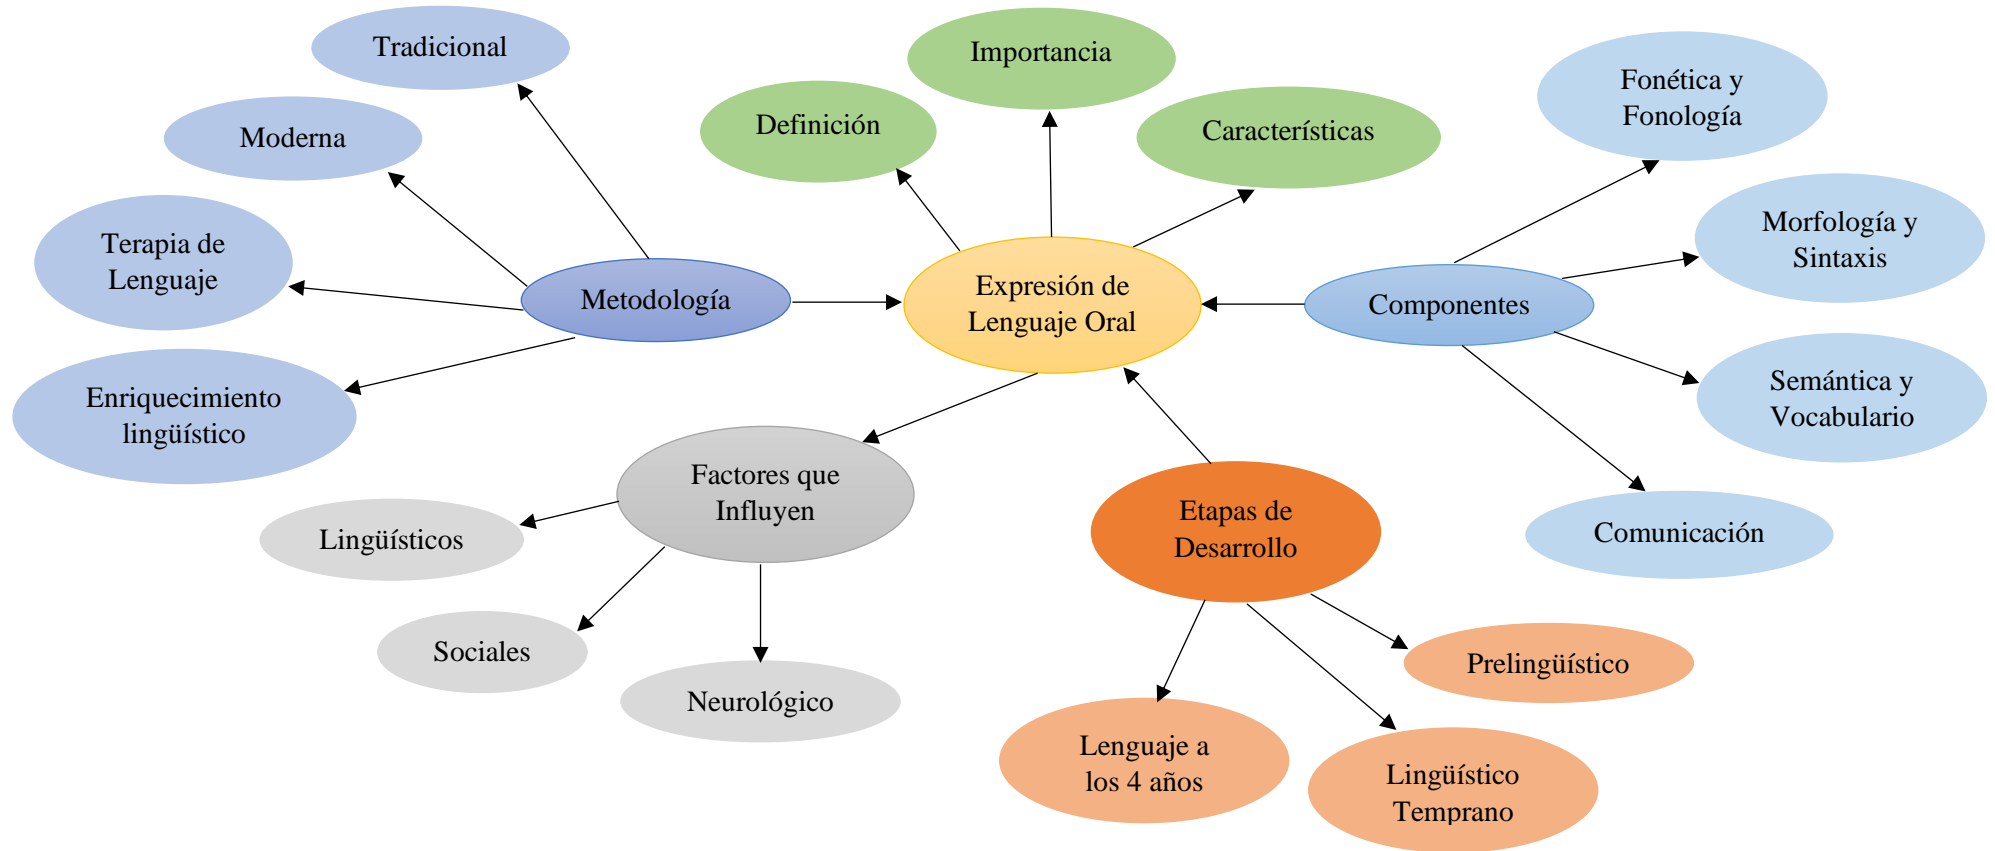 Tradicional
Importancia
Moderna
Definición
Características
Fonética y
Fonología
Terapia de
Lenguaje
Metodología
Expresión de
Lenguaje Oral
Componentes
Morfología y
Sintaxis
Enriquecimiento
lingüístico
Semántica y
Vocabulario
Factores que
Influyen
Etapas de
Desarrollo
Comunicación
Lingüísticos
Sociales
Neurológico
Prelingüístico
Lenguaje a
los 4 años
Lingüístico
Temprano